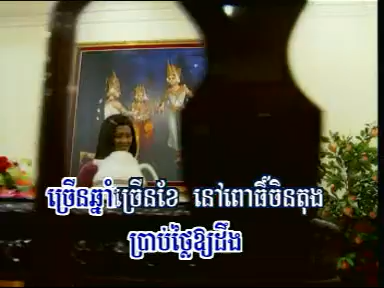 ច្រើនឆ្នាំច្រើនខែ នៅពោធិ៍ចិនតុង
ប្រាប់ថ្លៃឱ្យដឹង